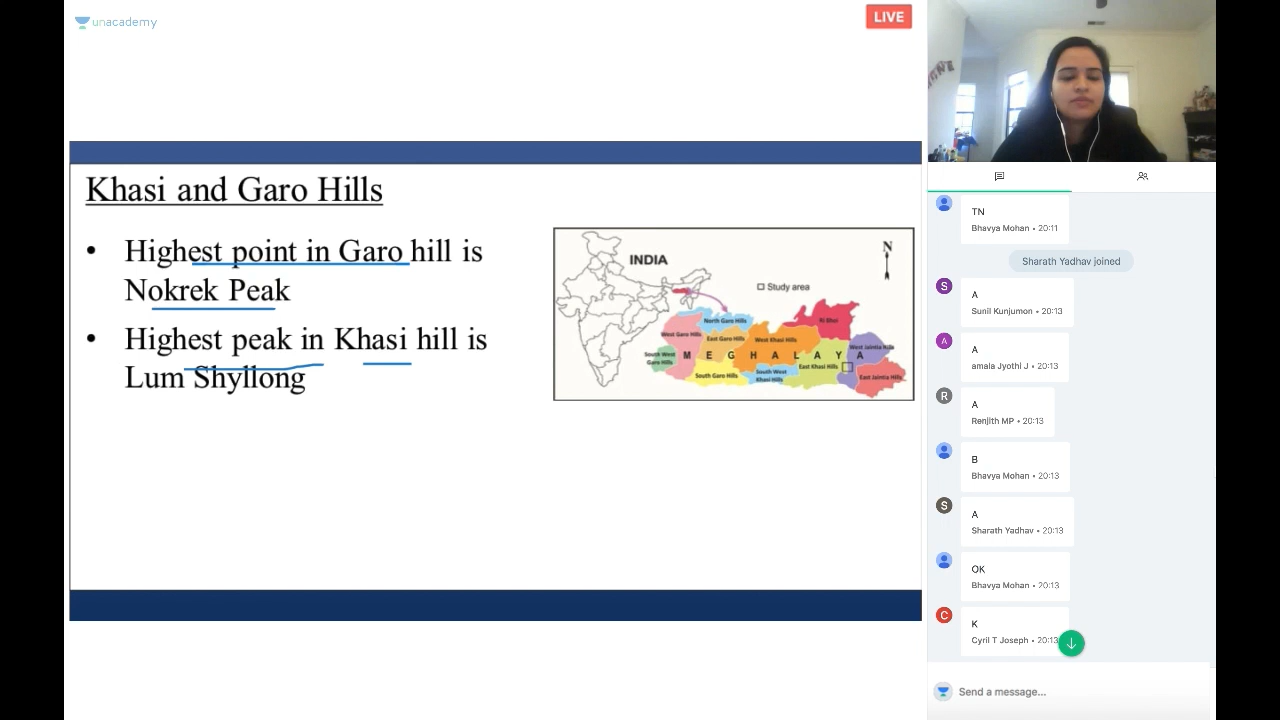 unacademy
LIVE
Khasi and Garo Hills
• Highest point in Garo hill is
Nokrek Peak
• Highest peak in Khasi hill is
Lum Shyllong
INDIA
N
Study area
North Garo Hills
Ri Bhoi
West Garo Hills
East Garo Hills
West Khasi Hills
West Jaintia Hills
South West
Garo Hills
MEGHALAYA
South Garo Hills
South West
Khasi Hills
East Khasi Hills
East Jaintia Hills
TN
Bhavya Mohan • 20:11
Sharath Yadhav joined
S
A
Sunil Kunjumon • 20:13
A
A
amala Jyothi J • 20:13
R
A
Renjith MP • 20:13
B
Bhavya Mohan • 20:13
S
A
Sharath Yadhav • 20:13
OK
Bhavya Mohan • 20:13
C
K
Cyril T Joseph • 20:13
Send a message...